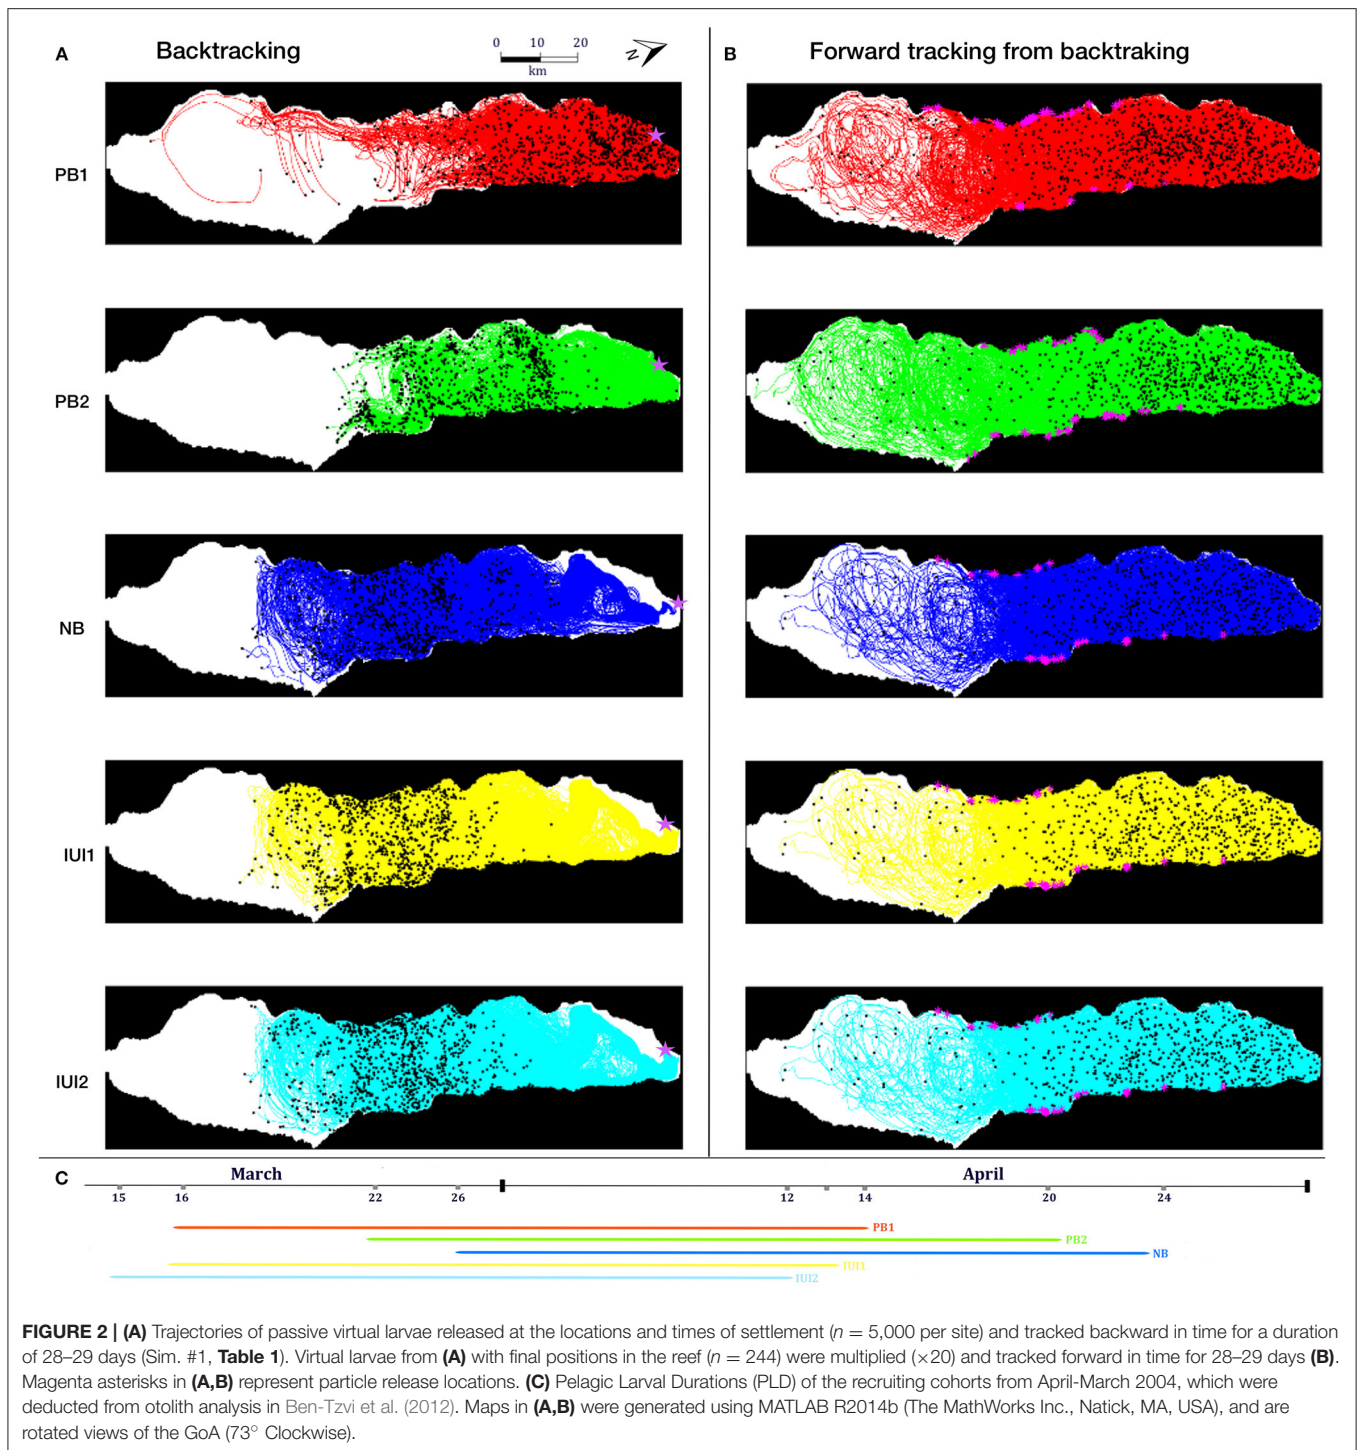 A Backtracking 0 10 20 km N
B Forward tracking from backtraking
PB1
PB2
NB
IUI1
IUI2
C March April
15 16 22 26 12 14 20 24
PB1
PB2
NB
IUI1
IUI2
FIGURE 2 | (A) Trajectories of passive virtual larvae released at the locations and times of settlement (n = 5,000 per site) and tracked backward in time for a duration
of 28–29 days (Sim. #1, Table 1). Virtual larvae from (A) with final positions in the reef (n = 244) were multiplied (×20) and tracked forward in time for 28–29 days (B).
Magenta asterisks in (A,B) represent particle release locations. (C) Pelagic Larval Durations (PLD) of the recruiting cohorts from April-March 2004, which were
deducted from otolith analysis in Ben-Tzvi et al. (2012). Maps in (A,B) were generated using MATLAB R2014b (The MathWorks Inc., Natick, MA, USA), and are
rotated views of the GoA (73° Clockwise).